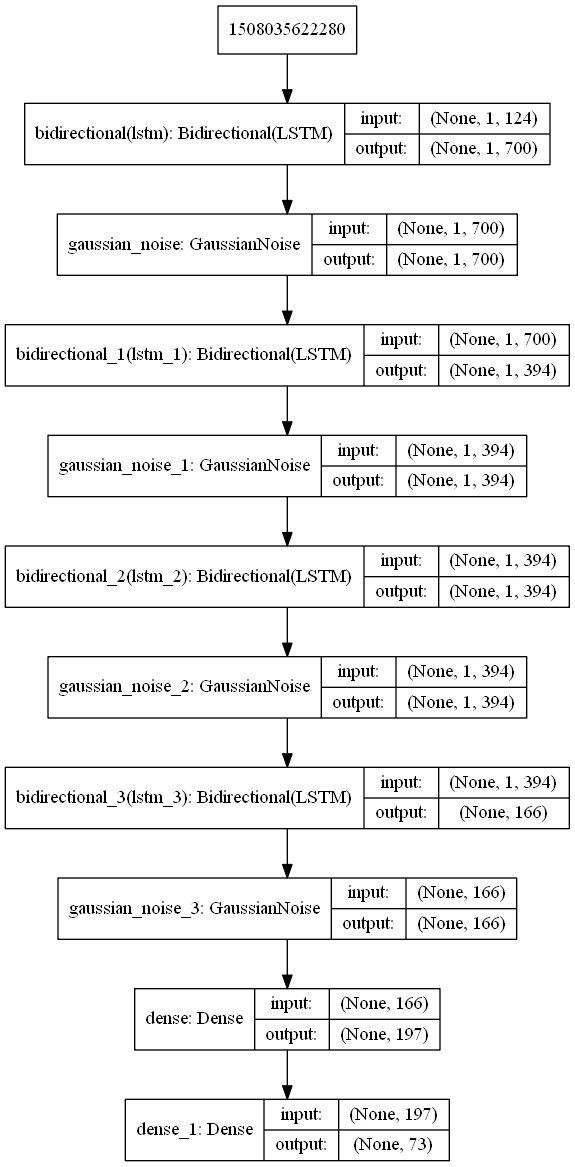 1508035622280
bidirectional(lstm): Bidirectional(LSTM)
input: (None, 1, 124)
output: (None, 1, 700)
gaussian_noise: GaussianNoise
input: (None, 1, 700)
output: (None, 1, 700)
bidirectional_1(lstm_1): Bidirectional(LSTM)
input: (None, 1, 700)
output: (None, 1, 394)
gaussian_noise_1: GaussianNoise
input: (None, 1, 394)
output: (None, 1, 394)
bidirectional_2(lstm_2): Bidirectional(LSTM)
input: (None, 1, 394)
output: (None, 1, 394)
gaussian_noise_2: GaussianNoise
input: (None, 1, 394)
output: (None, 1, 394)
bidirectional_3(lstm_3): Bidirectional(LSTM)
input: (None, 1, 394)
output: (None, 166)
gaussian_noise_3: GaussianNoise
input: (None, 166)
output: (None, 166)
dense: Dense
input: (None, 166)
output: (None, 197)
dense_1: Dense
input: (None, 197)
output: (None, 73)